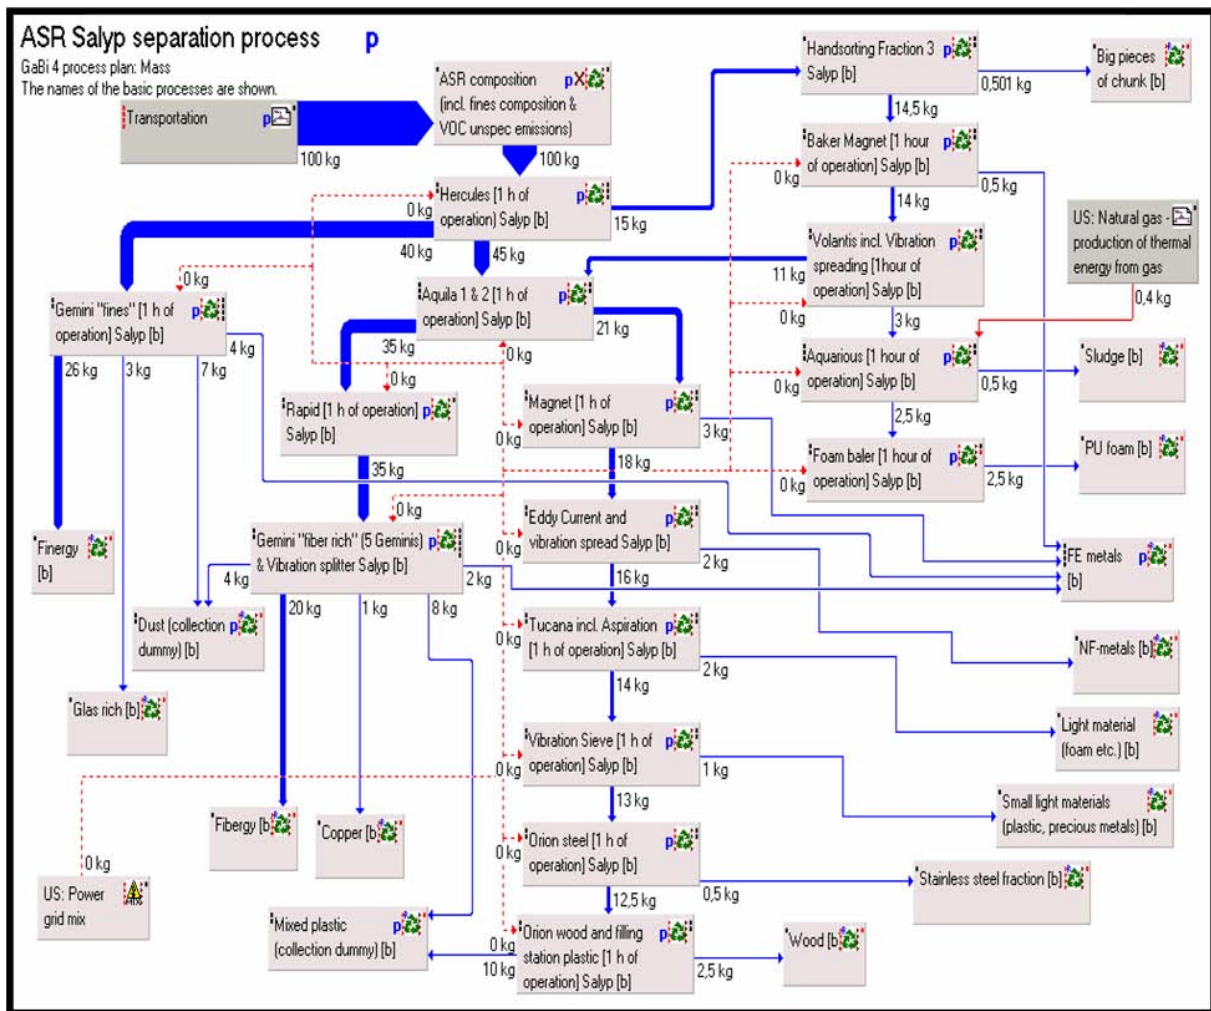 ASR Salyp separation process p
GaBi 4 process plan: Mass
The names of the basic processes are shown.
Transportation p
100 kg
ASR composition pX
(incl. fines composition &
VOC unspec emissions)
100 kg
Handsorting Fraction 3 p
Salyp [b]
0,501 kg
Big pieces
of chunk [b]
14,5 kg
Baker Magnet [1 hour p
of operation] Salyp [b]
0 kg
0,5 kg
14 kg
Hercules [1 h of p
operation) Salyp [b]
0 kg
15 kg
40 kg
45 kg
US: Natural gas -
production of thermal
energy from gas
0,4 kg
Volantis incl. Vibration p
spreading [1hour of
operation] Salyp [b]
11 kg
0 kg
3 kg
0 kg
Gemini "fines" [1 h of p
operation] Salyp [b]
26 kg
3 kg
7 kg
4 kg
Aquila 1 & 2 [1 h of p
operation] Salyp [b]
35 kg
21 kg
0 kg
Aquarious [1 hour of p
operation] Salyp [b]
0 kg
0,5 kg
2,5 kg
Sludge [b]
0 kg
Rapid [1 h of operation] p
Salyp [b]
35 kg
Magnet [1 h of p
operation] Salyp [b]
0 kg
3 kg
18 kg
Foam baler [1 hour of p
operation] Salyp [b]
0 kg
2,5 kg
PU foam [b]
0 kg
Eddy Current and p
vibration spread Salyp [b]
0 kg
2 kg
16 kg
Gemini "fiber rich" (5 Geminis) p
& Vibration splitter Salyp [b]
4 kg
20 kg
1 kg
8 kg
2 kg
Finergy
[b]
FE metals p
[b]
Dust (collection p
dummy) [b]
Tucana incl. Aspiration p
[1 h of operation] Salyp [b]
0 kg
2 kg
14 kg
NF-metals [b]
Glas rich [b]
Light material
(foam etc.) [b]
Vibration Sieve [1 h of p
operation] Salyp [b]
0 kg
1 kg
13 kg
Small light materials
(plastic, precious metals) [b]
Fibergy [b]
Copper [b]
Orion steel [1 h of p
operation] Salyp [b]
0 kg
0,5 kg
12,5 kg
Stainless steel fraction [b]
0 kg
US: Power
grid mix
Mixed plastic p
(collection dummy) [b]
0 kg
10 kg
Orion wood and filling p
station plastic [1 h of
operation] Salyp [b]
2,5 kg
Wood [b]